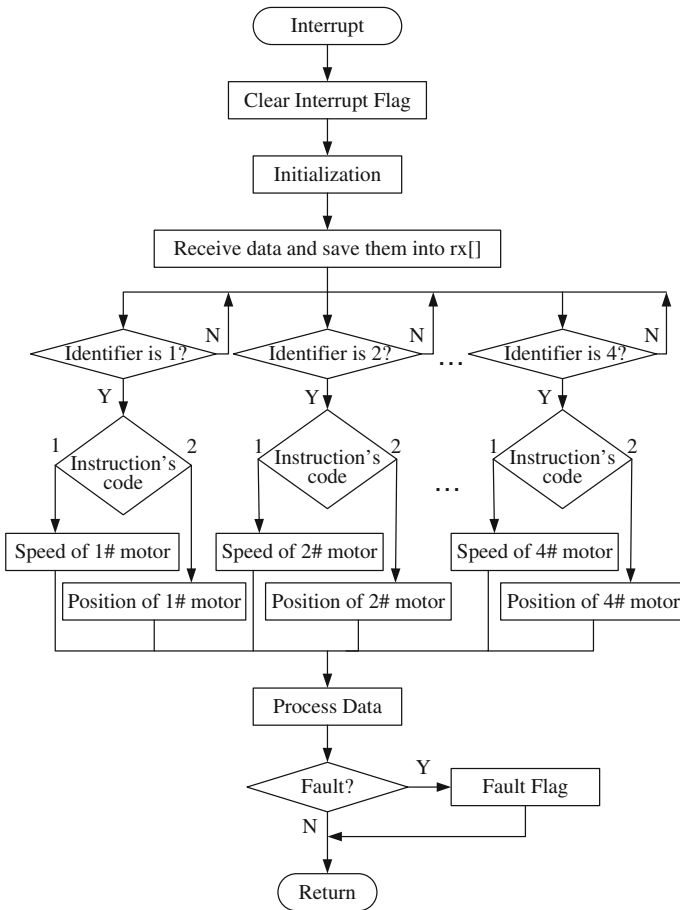 Interrupt
Clear Interrupt Flag
Initialization
Receive data and save them into rx[]
Identifier is 1?
N
Identifier is 2?
N
...
Identifier is 4?
N
Y
Y
Y
1
Instruction's
code
2
1
Instruction's
code
2
...
1
Instruction's
code
2
Speed of 1# motor
Speed of 2# motor
Speed of 4# motor
Position of 1# motor
Position of 2# motor
Position of 4# motor
Process Data
Fault?
Y
Fault Flag
N
Return